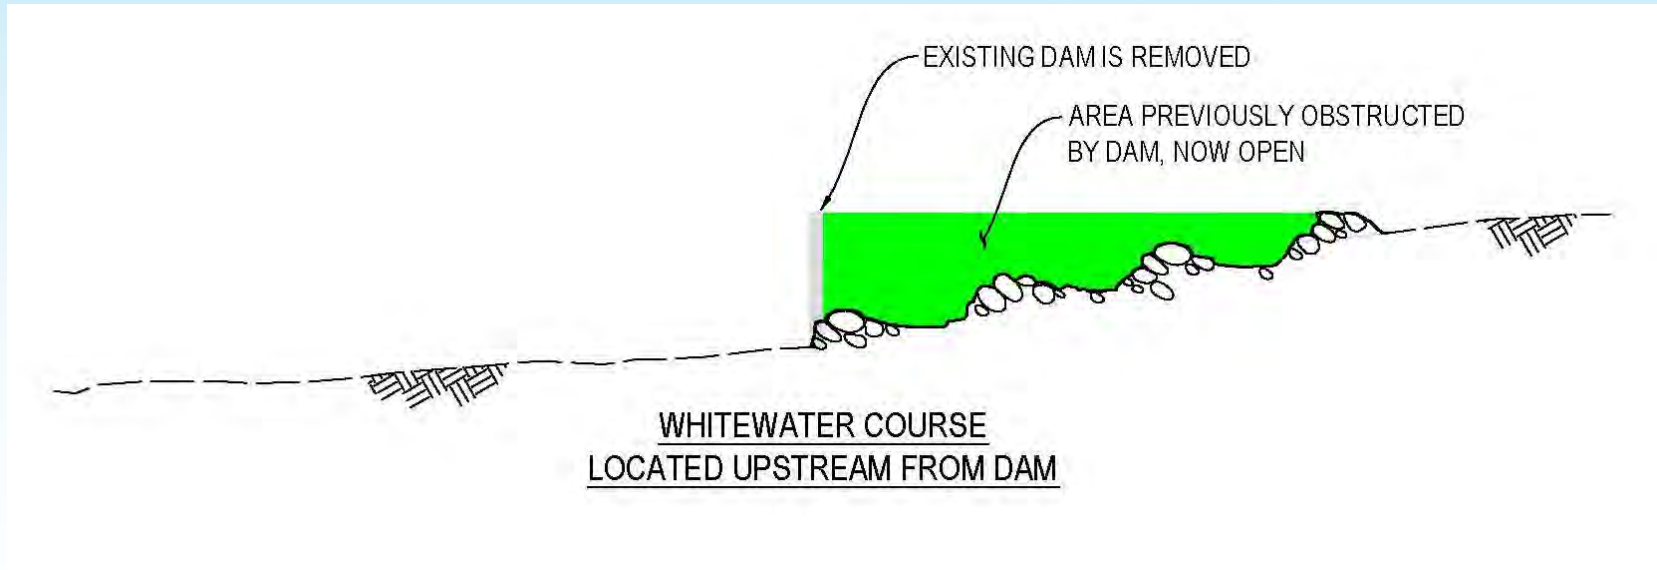 EXISTING DAM IS REMOVED
AREA PREVIOUSLY OBSTRUCTED
BY DAM, NOW OPEN
WHITEWATER COURSE
LOCATED UPSTREAM FROM DAM